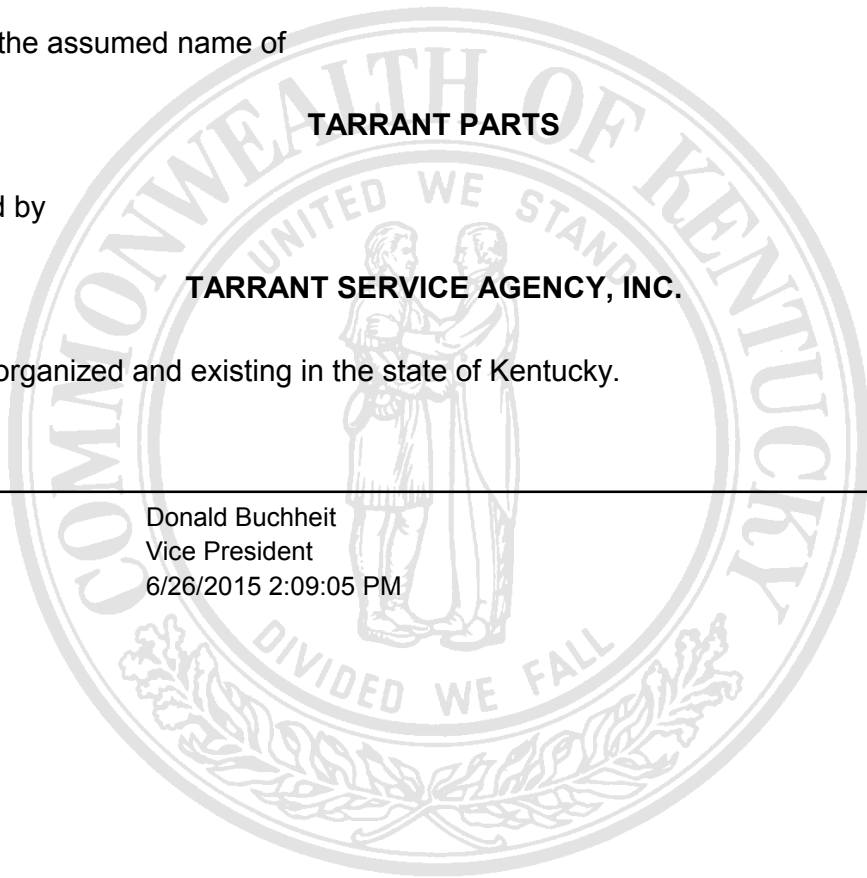 the assumed name of
TARRANT PARTS
d by
TARRANT SERVICE AGENCY, INC.
organized and existing in the state of Kentucky.
Donald Buchheit
Vice President
6/26/2015 2:09:05 PM
COMMONWEALTH OF KENTUCKY
UNITED WE STAND
DIVIDED WE FALL